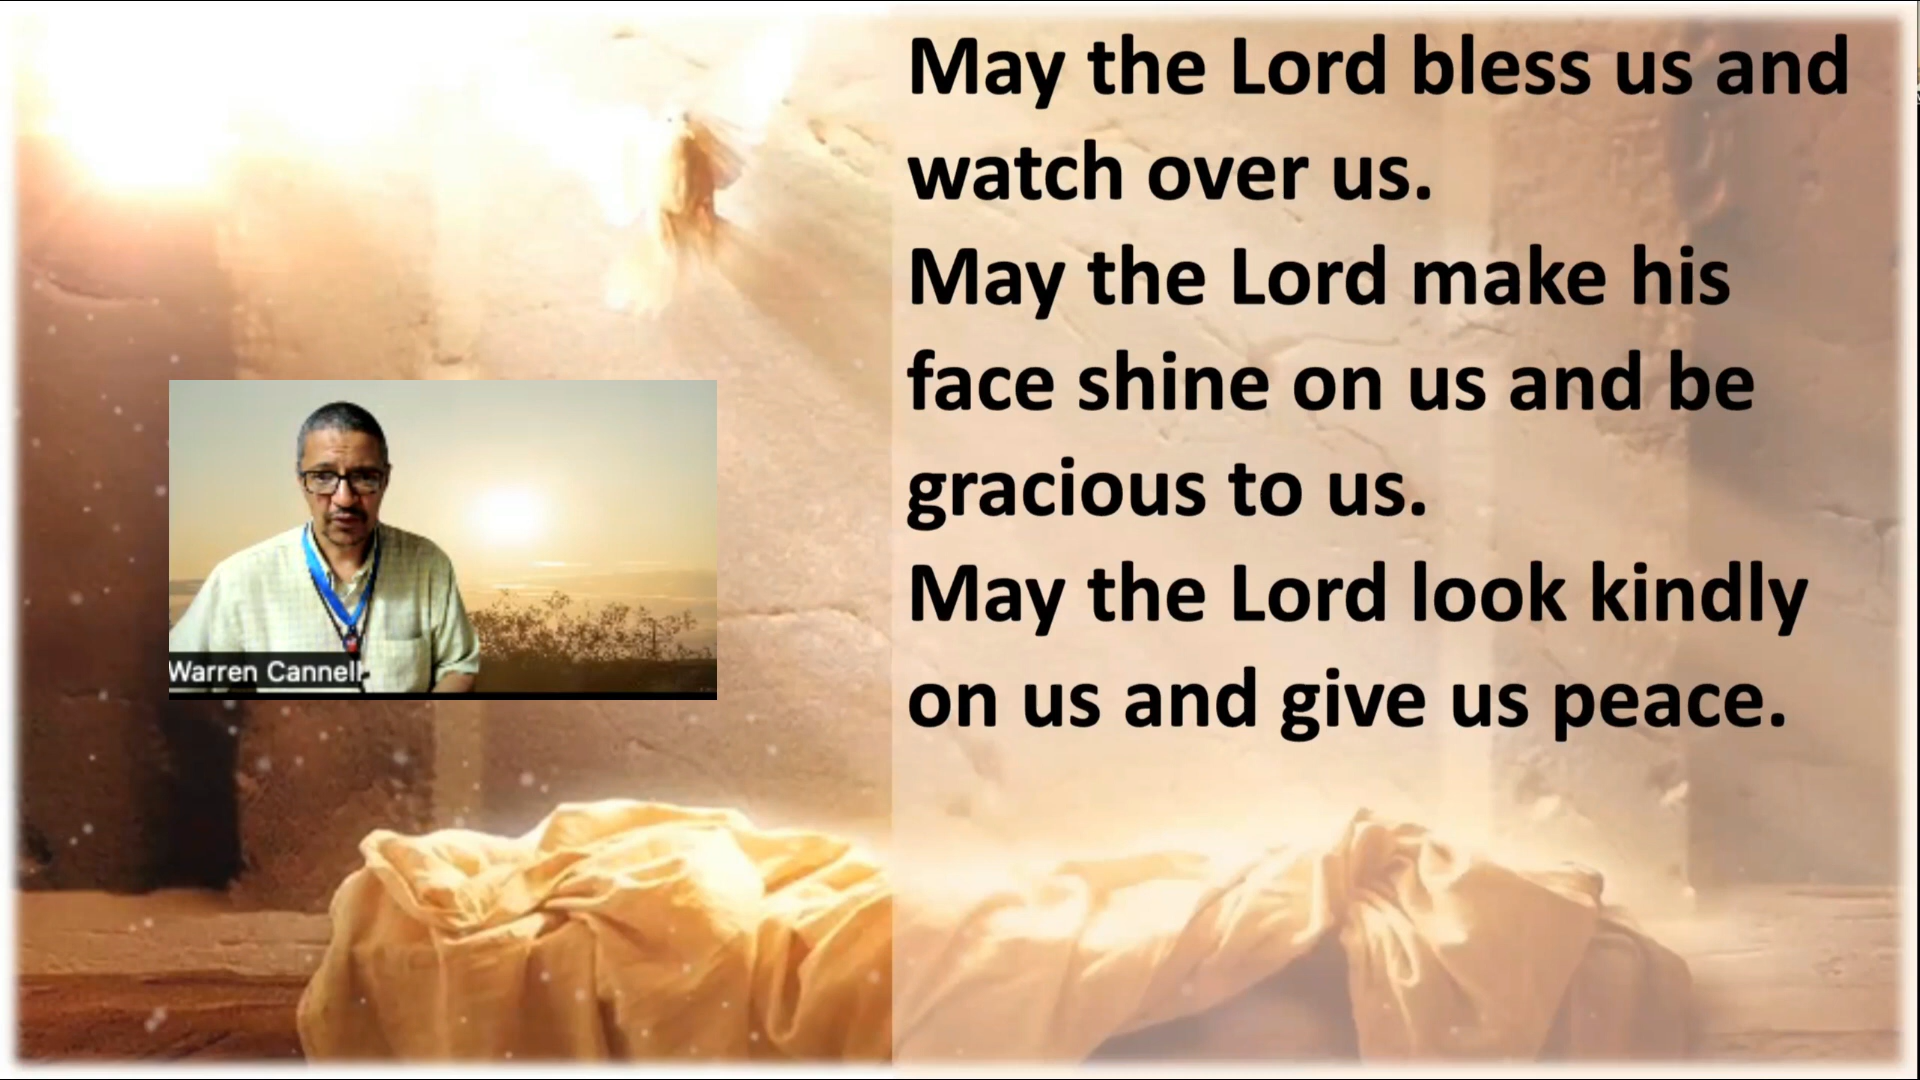 May the Lord bless us and
watch over us.
May the Lord make his
face shine on us and be
gracious to us.
May the Lord look kindly
on us and give us peace.
Warren Cannell